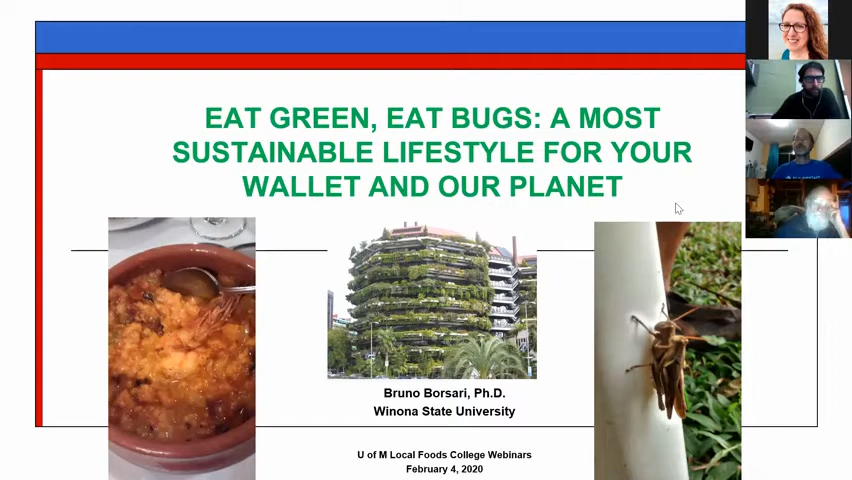 EAT GREEN, EAT BUGS: A MOST
SUSTAINABLE LIFESTYLE FOR YOUR
WALLET AND OUR PLANET
Bruno Borsari, Ph.D.
Winona State University
U of M Local Foods College Webinars
February 4, 2020